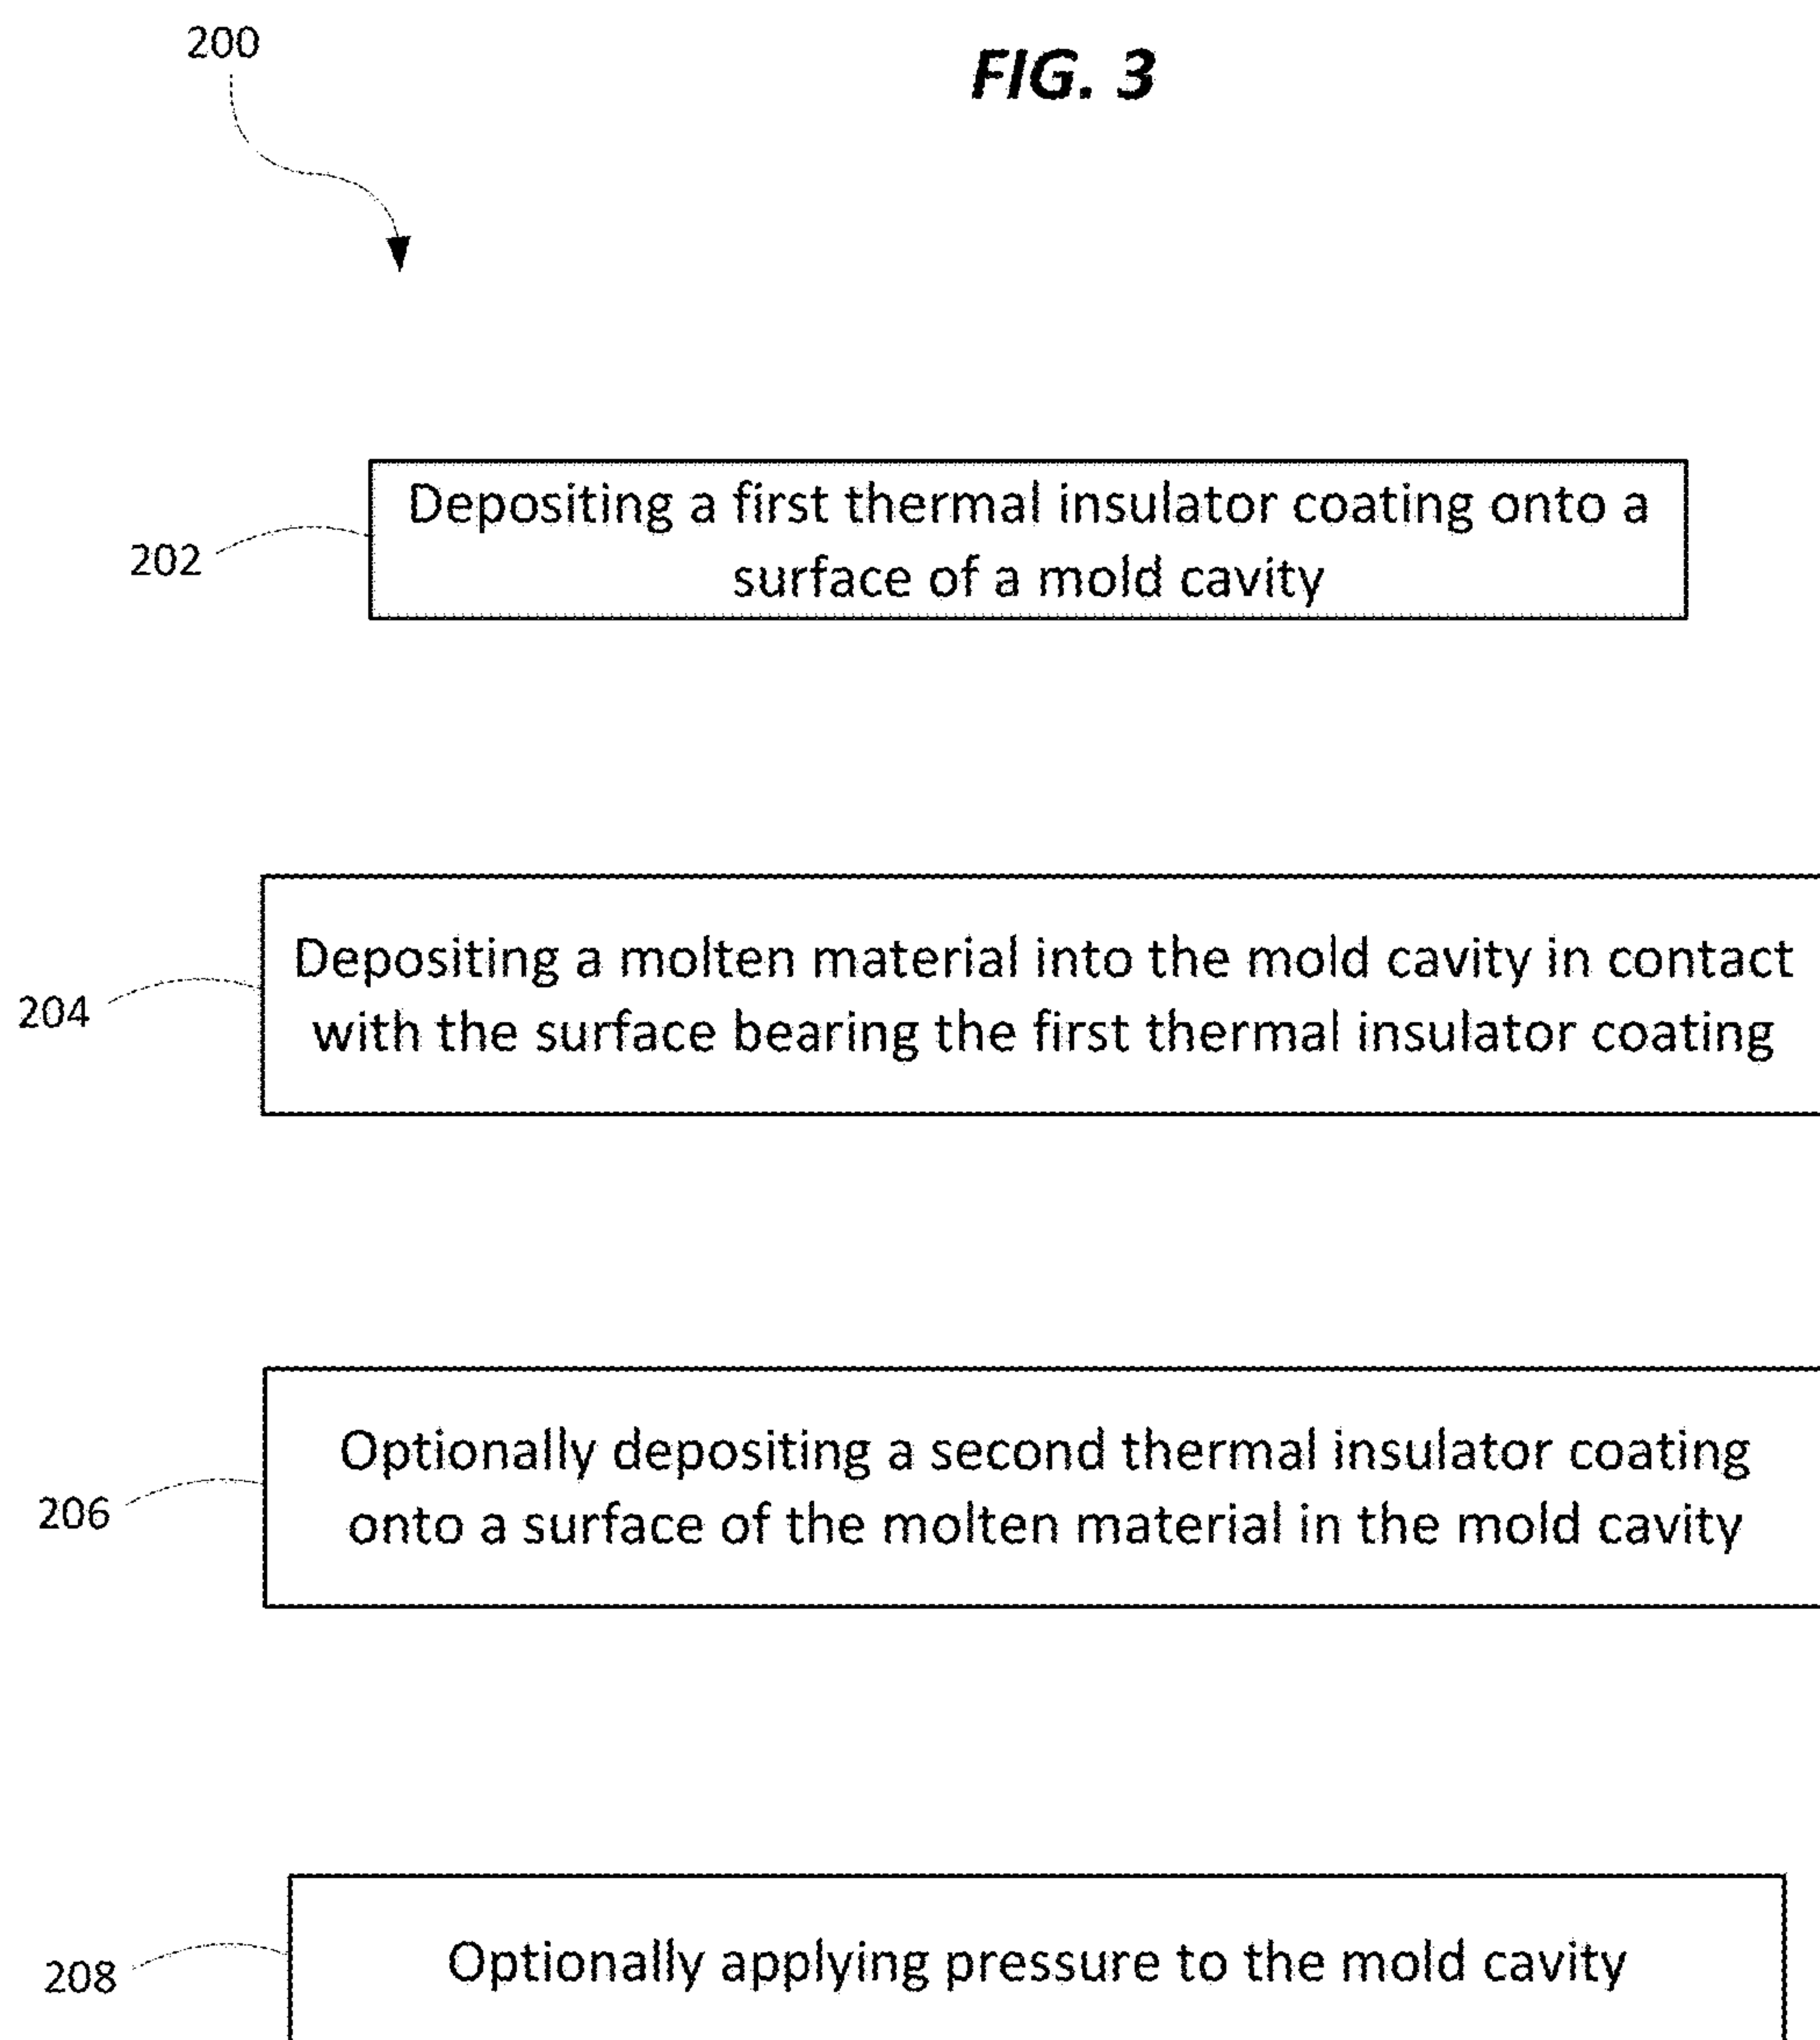 200
FIG. 3
202
Depositing a first thermal insulator coating onto a
surface of a mold cavity
204
Depositing a molten material into the mold cavity in contact
with the surface bearing the first thermal insulator coating
206
Optionally depositing a second thermal insulator coating
onto a surface of the molten material in the mold cavity
208
Optionally applying pressure to the mold cavity